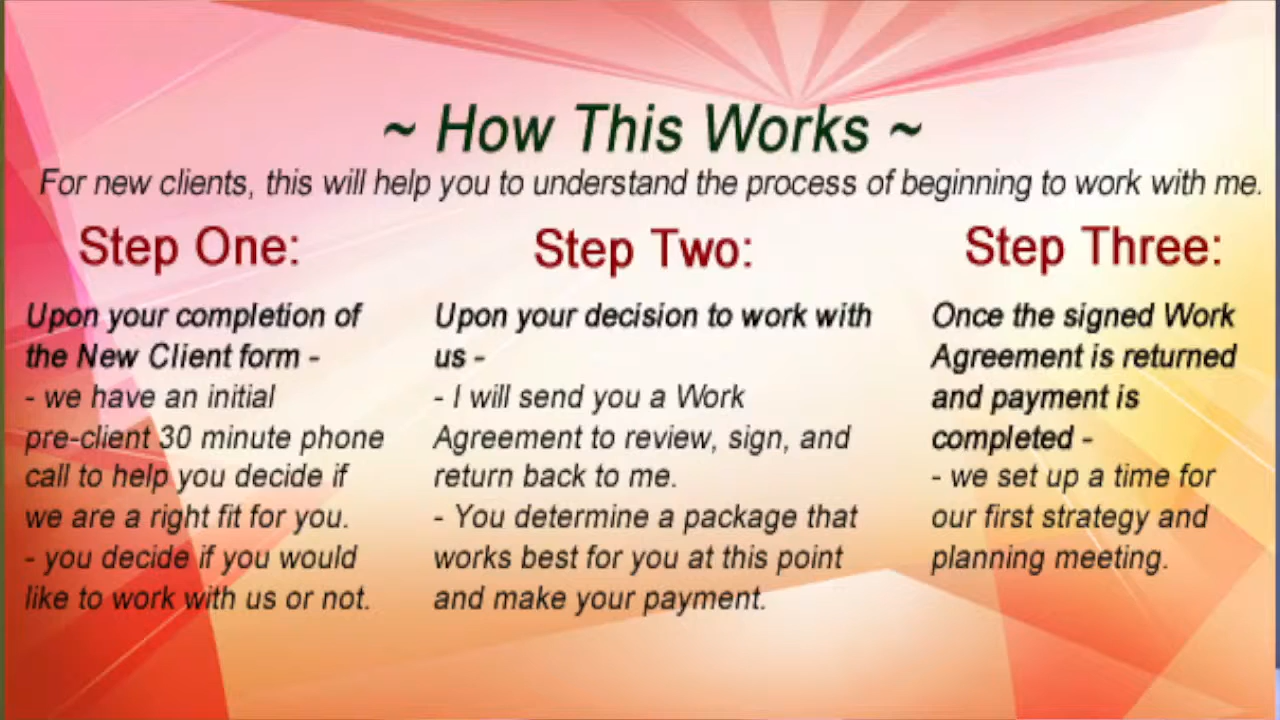 ~ How This Works ~
For new clients, this will help you to understand the process of beginning to work with me.
Step One:
Upon your completion of
the New Client form -
- we have an initial
pre-client 30 minute phone
call to help you decide if
we are a right fit for you.
- you decide if you would
like to work with us or not.
Step Two:
Upon your decision to work with
us -
- I will send you a Work
Agreement to review, sign, and
return back to me.
- You determine a package that
works best for you at this point
and make your payment.
Step Three:
Once the signed Work
Agreement is returned
and payment is
completed -
- we set up a time for
our first strategy and
planning meeting.